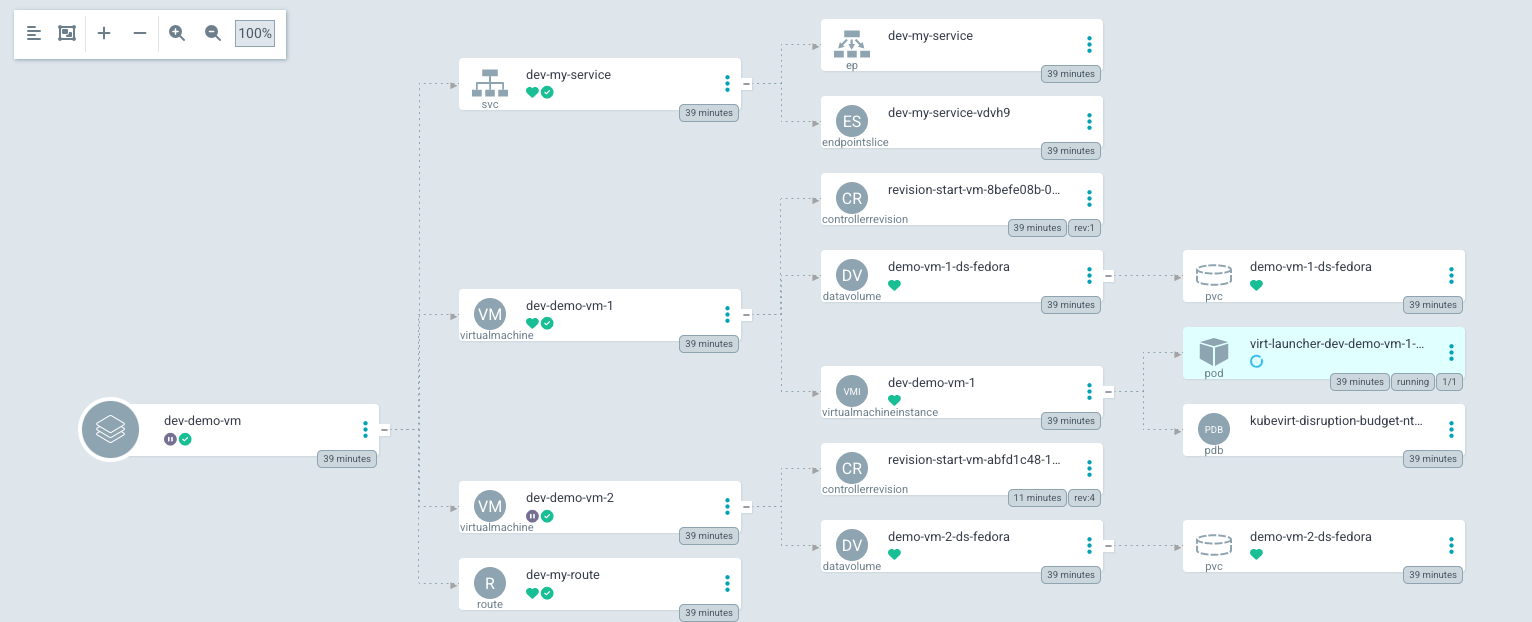 100%
dev-my-service
svc
39 minutes
dev-my-service
ep
39 minutes
dev-my-service-vdvh9
ES
endpointslice
39 minutes
revision-start-vm-8befe08b-0...
CR
controllerrevision
39 minutes
rev:1
demo-vm-1-ds-fedora
DV
datavolume
39 minutes
demo-vm-1-ds-fedora
pvc
39 minutes
dev-demo-vm-1
VM
virtualmachine
39 minutes
virt-launcher-dev-demo-vm-1-...
pod
39 minutes
running
1/1
dev-demo-vm-1
VMI
virtualmachineinstance
39 minutes
kubevirt-disruption-budget-nt...
PDB
pdb
39 minutes
dev-demo-vm
39 minutes
revision-start-vm-abfd1c48-1...
CR
controllerrevision
11 minutes
rev:4
dev-demo-vm-2
VM
virtualmachine
39 minutes
demo-vm-2-ds-fedora
DV
datavolume
39 minutes
demo-vm-2-ds-fedora
pvc
39 minutes
dev-my-route
R
route
39 minutes